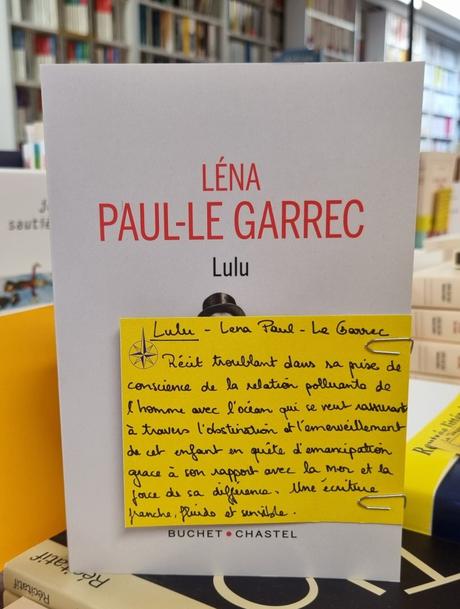 LÉNA
PAUL-LE GARREC
Lulu
Lulu - Lena Paul - Le Garrec
Récit troublant dans sa prise de
conscience de la relation polluante de
l'homme avec l'océan qui se veut rassurant
à travers l'obstination et l'émerveillement
de cet enfant en quête d'émancipation
grace à son rapport avec la mer et la
force de sa différence. Une écriture
franche, fluide et sensible.
BUCHET • CHASTEL
Récitatif